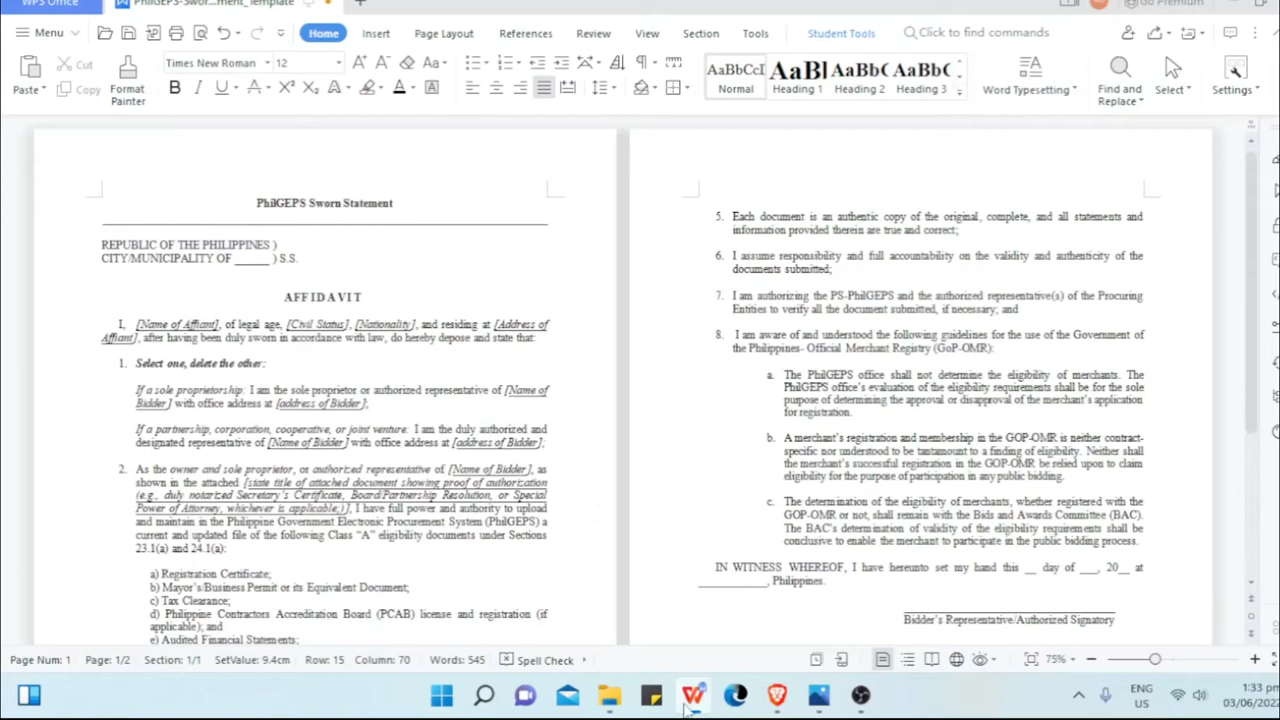 WPS Office
PhilGEPS-Swor...ment_Template
Go Premium
Menu
Home
Insert
Page Layout
References
Review
View
Section
Tools
Student Tools
Click to find commands
Paste
Cut
Copy
Format
Painter
Times New Roman
12
AaBbCcI
Normal
AaBl
Heading 1
AaBb(
Heading 2
AaBb(
Heading 3
Word Typesetting
Find and
Replace
Select
Settings
PhilGEPS Sworn Statement
REPUBLIC OF THE PHILIPPINES )
CITY/MUNICIPALITY OF ______ ) S.S.
AFFIDAVIT
I, [Name of Affiant], of legal age, [Civil Status], [Nationality], and residing at [Address of
Affiant], after having been duly sworn in accordance with law, do hereby depose and state that:
1. Select one, delete the other:
If a sole proprietorship: I am the sole proprietor or authorized representative of [Name of
Bidder] with office address at [address of Bidder];
If a partnership, corporation, cooperative, or joint venture: I am the duly authorized and
designated representative of [Name of Bidder] with office address at [address of Bidder];
2. As the owner and sole proprietor, or authorized representative of [Name of Bidder], as
shown in the attached [state title of attached document showing proof of authorization
(e.g., duly notarized Secretary's Certificate, Board/Partnership Resolution, or Special
Power of Attorney, whichever is applicable;)], I have full power and authority to upload
and maintain in the Philippine Government Electronic Procurement System (PhilGEPS) a
current and updated file of the following Class "A" eligibility documents under Sections
23.1(a) and 24.1(a):
a) Registration Certificate;
b) Mayor's/Business Permit or its Equivalent Document;
c) Tax Clearance;
d) Philippine Contractors Accreditation Board (PCAB) license and registration (if
applicable); and
e) Audited Financial Statements;
5. Each document is an authentic copy of the original, complete, and all statements and
information provided therein are true and correct;
6. I assume responsibility and full accountability on the validity and authenticity of the
documents submitted;
7. I am authorizing the PS-PhilGEPS and the authorized representative(s) of the Procuring
Entities to verify all the document submitted, if necessary; and
8. I am aware of and understood the following guidelines for the use of the Government of
the Philippines- Official Merchant Registry (GoP-OMR):
a. The PhilGEPS office shall not determine the eligibility of merchants. The
PhilGEPS office's evaluation of the eligibility requirements shall be for the sole
purpose of determining the approval or disapproval of the merchant's application
for registration.
b. A merchant's registration and membership in the GOP-OMR is neither contract-
specific nor understood to be tantamount to a finding of eligibility. Neither shall
the merchant's successful registration in the GOP-OMR be relied upon to claim
eligibility for the purpose of participation in any public bidding.
c. The determination of the eligibility of merchants, whether registered with the
GOP-OMR or not, shall remain with the Bids and Awards Committee (BAC).
The BAC's determination of validity of the eligibility requirements shall be
conclusive to enable the merchant to participate in the public bidding process.
IN WITNESS WHEREOF, I have hereunto set my hand this __ day of ___, 20__ at
__________, Philippines.
Bidder's Representative/Authorized Signatory
Page Num: 1
Page: 1/2
Section: 1/1
SetValue: 9.4cm
Row: 15
Column: 70
Words: 545
Spell Check
75%
ENG
US
1:33 pm
03/06/202